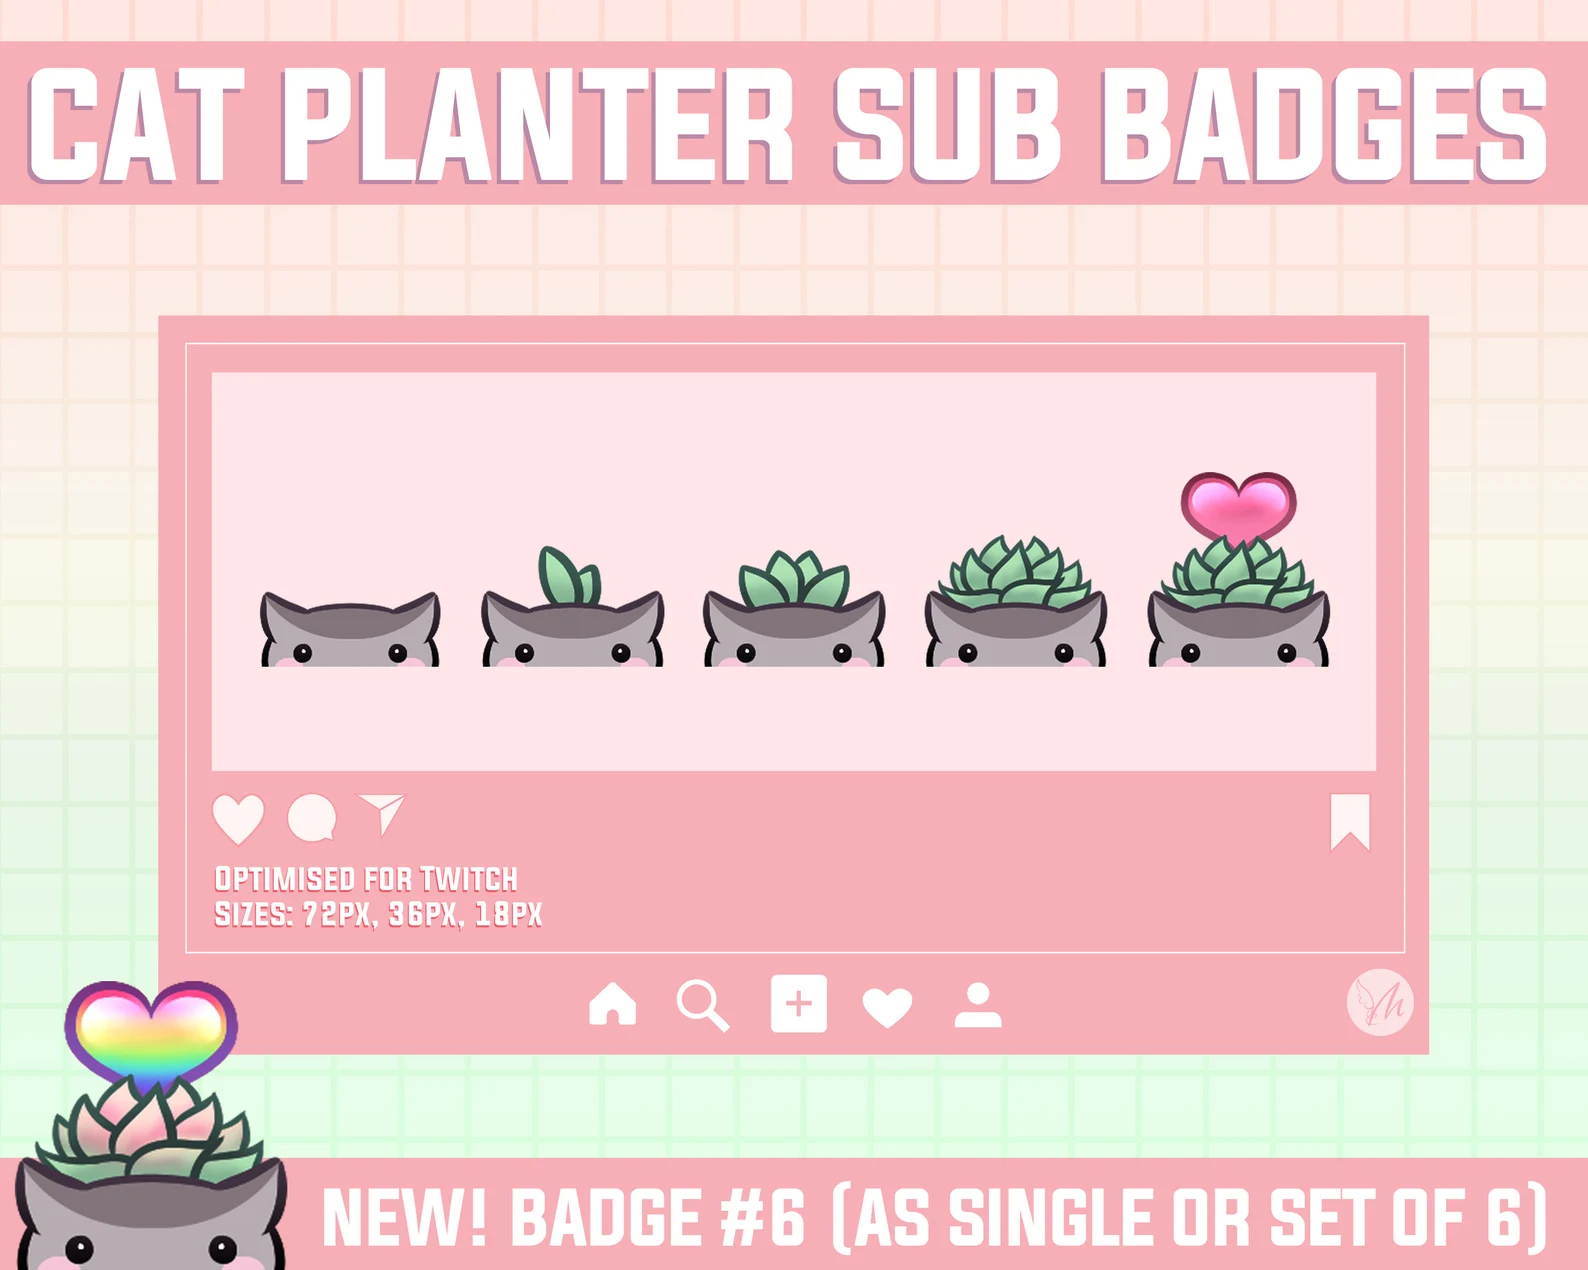 CAT PLANTER SUB BADGES
OPTIMISED FOR TWITCH
SIZES: 72PX, 36PX, 18PX
NEW! BADGE #6 (AS SINGLE OR SET OF 6)